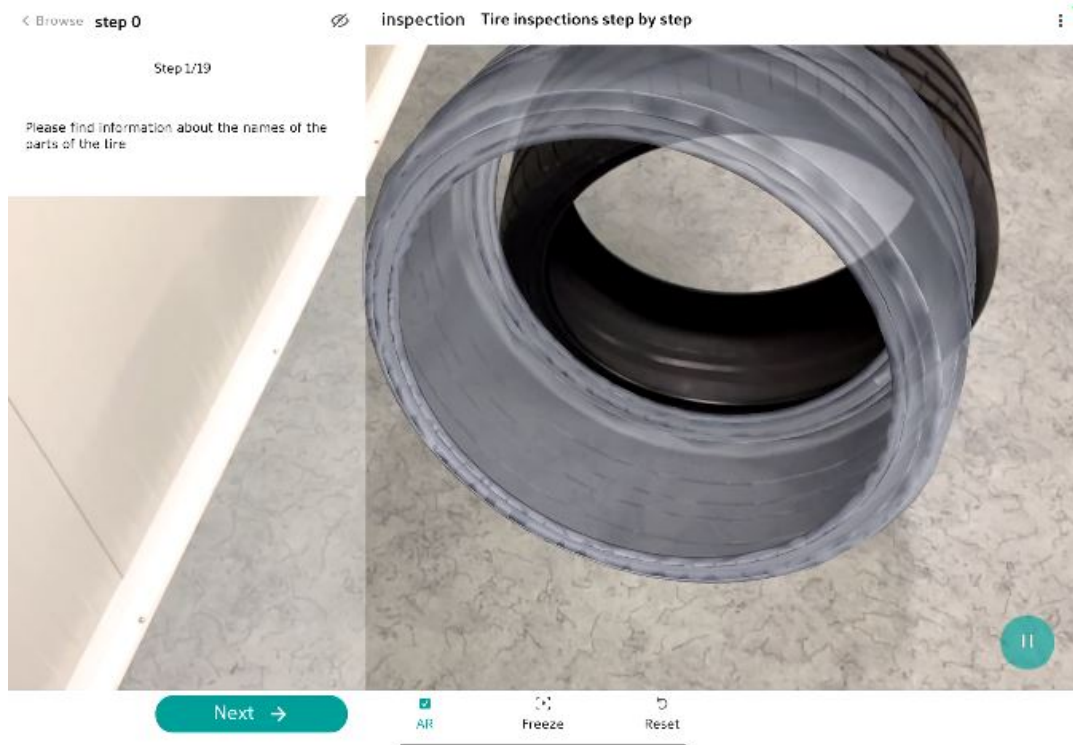 Browse step 0
inspection Tire inspections step by step
Step 1/19
Please find information about the names of the
parts of the tire
Next
AR
Freeze
Reset